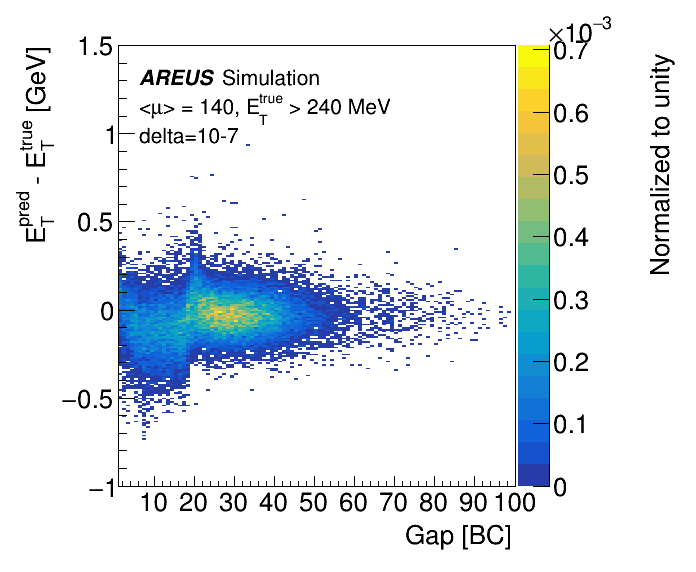 ×10⁻³
E_T^pred - E_T^true [GeV]
1.5
1
0.5
0
−0.5
−1
AREUS Simulation
<μ> = 140, E_T^true > 240 MeV
delta=10-7
10 20 30 40 50 60 70 80 90 100
Gap [BC]
0.7
0.6
0.5
0.4
0.3
0.2
0.1
0
Normalized to unity